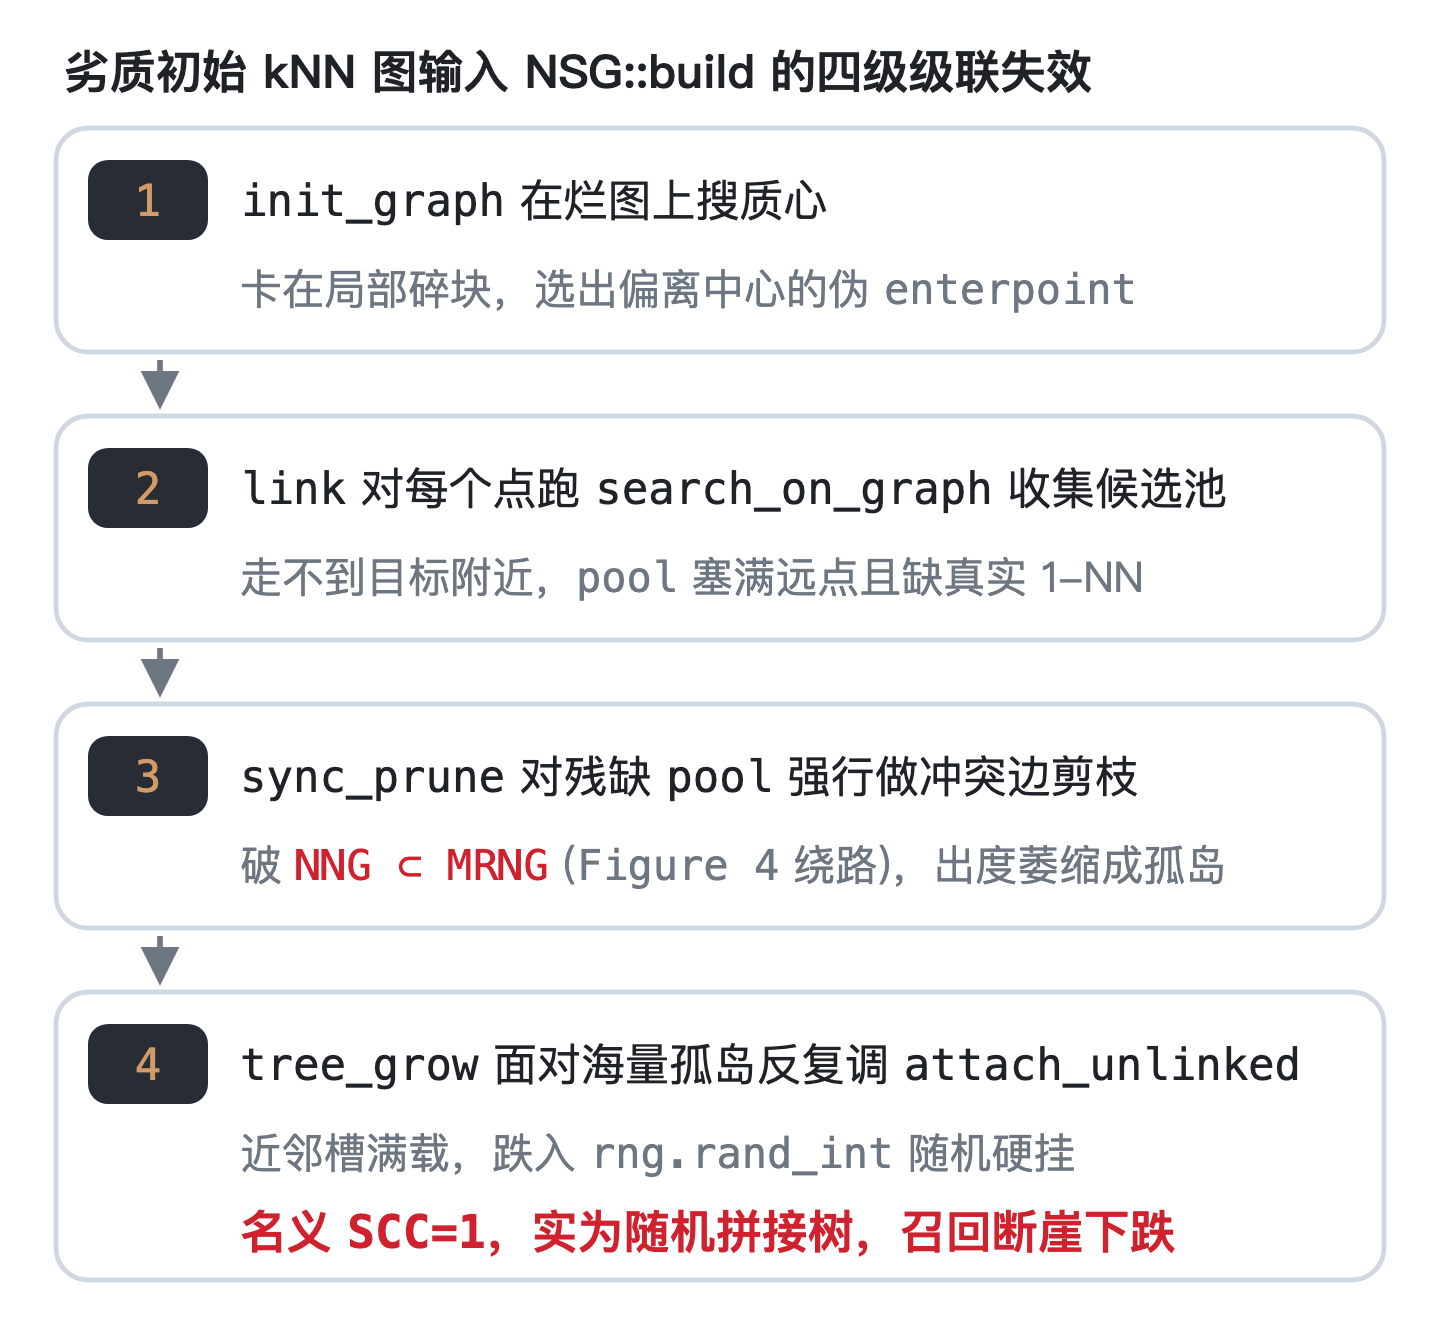 劣质初始 kNN 图输入 NSG::build 的四级级联失效
1
init_graph 在烂图上搜质心
卡在局部碎块，选出偏离中心的伪 enterpoint
2
link 对每个点跑 search_on_graph 收集候选池
走不到目标附近，pool 塞满远点且缺真实 1–NN
3
sync_prune 对残缺 pool 强行做冲突边剪枝
破 NNG ⊂ MRNG (Figure 4 绕路)，出度萎缩成孤岛
4
tree_grow 面对海量孤岛反复调 attach_unlinked
近邻槽满载，跌入 rng.rand_int 随机硬挂
名义 SCC=1，实为随机拼接树，召回断崖下跌